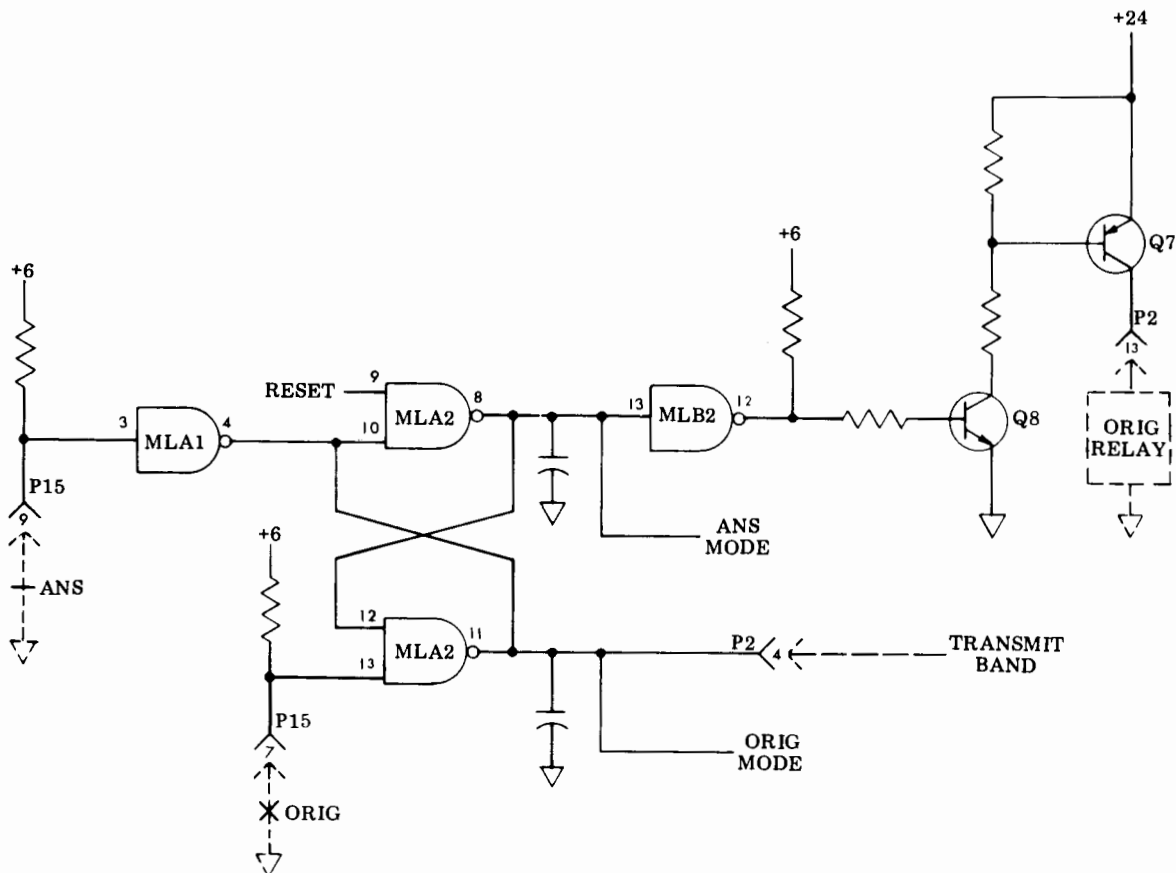 +24
Q7
P2
13
ORIG
RELAY
+6
+6
RESET
9
10
MLA2
8
13
MLB2
12
Q8
3
MLA1
4
P15
9
ANS
ANS
MODE
+6
12
13
MLA2
11
P2
4
TRANSMIT
BAND
P15
7
ORIG
ORIG
MODE